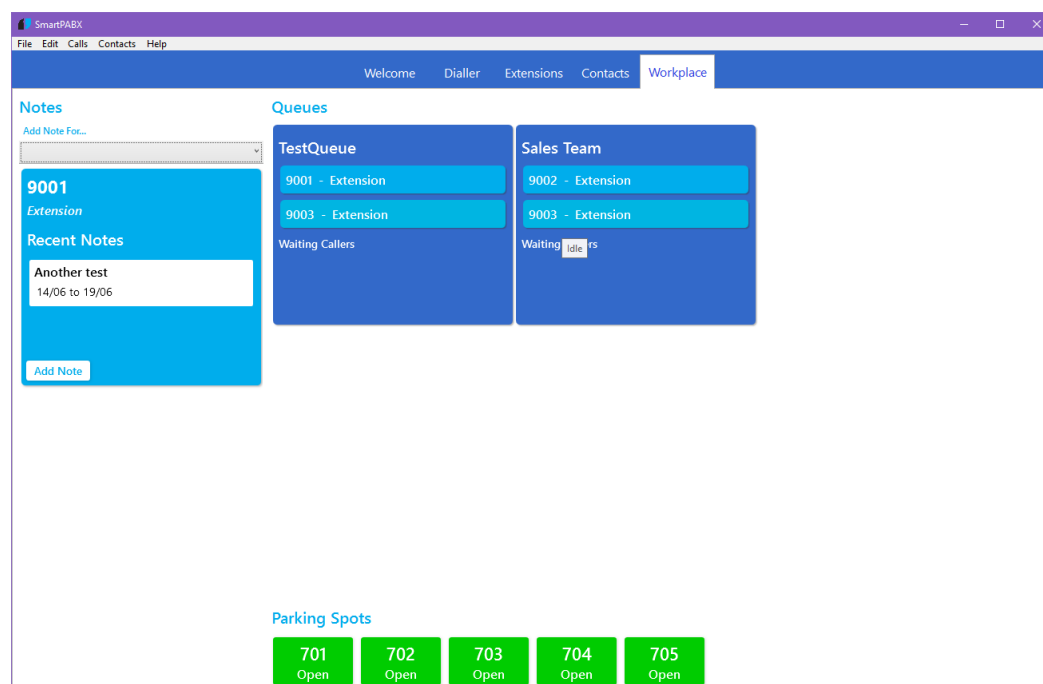 SmartPABX
File Edit Calls Contacts Help
Welcome Dialler Extensions Contacts Workplace
Notes
Add Note For...
9001
Extension
Recent Notes
Another test
14/06 to 19/06
Add Note
Queues
TestQueue
9001 - Extension
9003 - Extension
Waiting Callers
Sales Team
9002 - Extension
9003 - Extension
Waiting rs
Idle
Parking Spots
701
Open
702
Open
703
Open
704
Open
705
Open